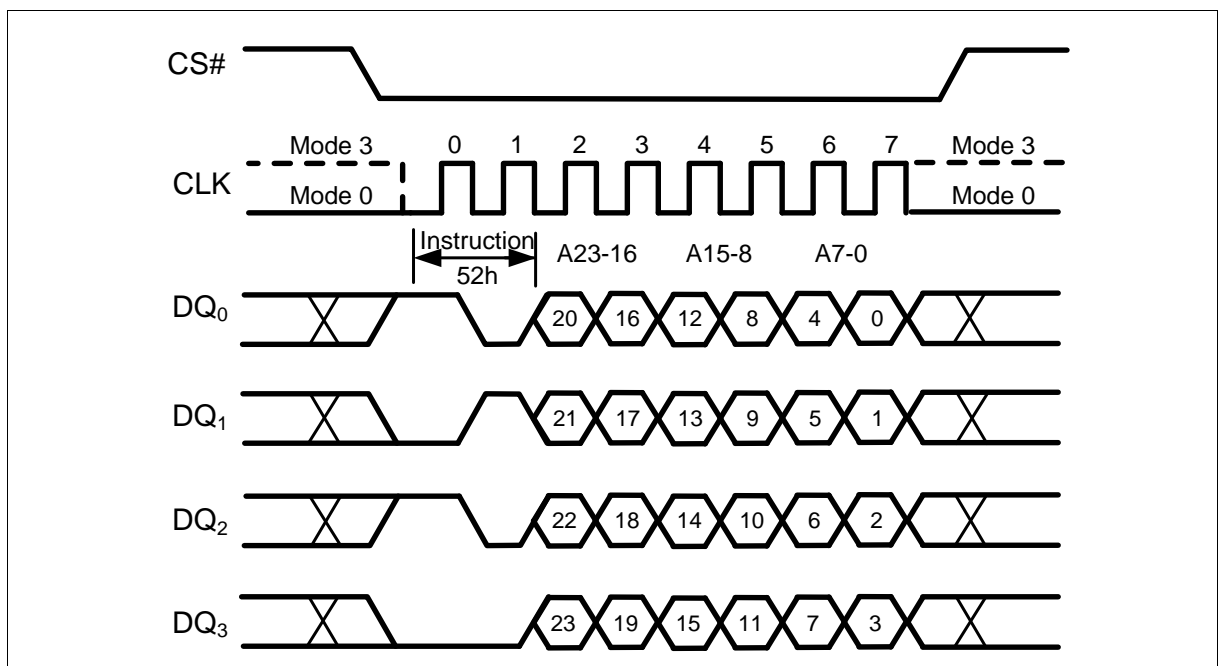 CS#
Mode 3 0 1 2 3 4 5 6 7 Mode 3
CLK
Mode 0 Mode 0
Instruction A23-16 A15-8 A7-0
52h
DQ0 20 16 12 8 4 0
DQ1 21 17 13 9 5 1
DQ2 22 18 14 10 6 2
DQ3 23 19 15 11 7 3